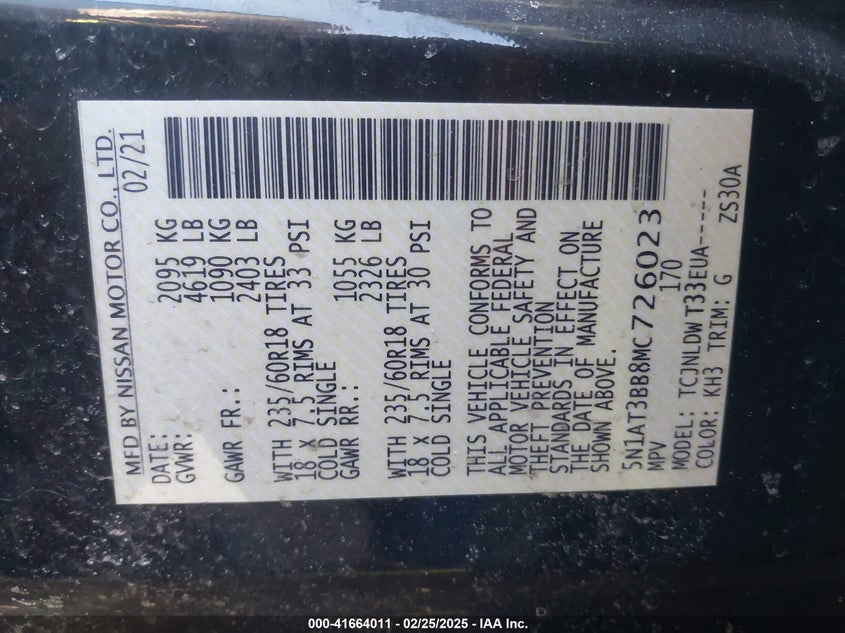 MFD BY NISSAN MOTOR CO., LTD.
DATE: 02/21
GVWR: 2095 KG
4619 LB
GAWR FR.: 1090 KG
2403 LB
WITH 235/60R18 TIRES
18 X 7.5 RIMS AT 33 PSI
COLD SINGLE
GAWR RR.: 1055 KG
2326 LB
WITH 235/60R18 TIRES
18 X 7.5 RIMS AT 30 PSI
COLD SINGLE
THIS VEHICLE CONFORMS TO
ALL APPLICABLE FEDERAL
MOTOR VEHICLE SAFETY AND
THEFT PREVENTION
STANDARDS IN EFFECT ON
THE DATE OF MANUFACTURE
SHOWN ABOVE.
5N1AT3BB8MC726023
MPV 170
MODEL: TCJNLDWT33EUA-----
COLOR: KH3 TRIM: G ZS30A
000-41664011 - 02/25/2025 - IAA Inc.